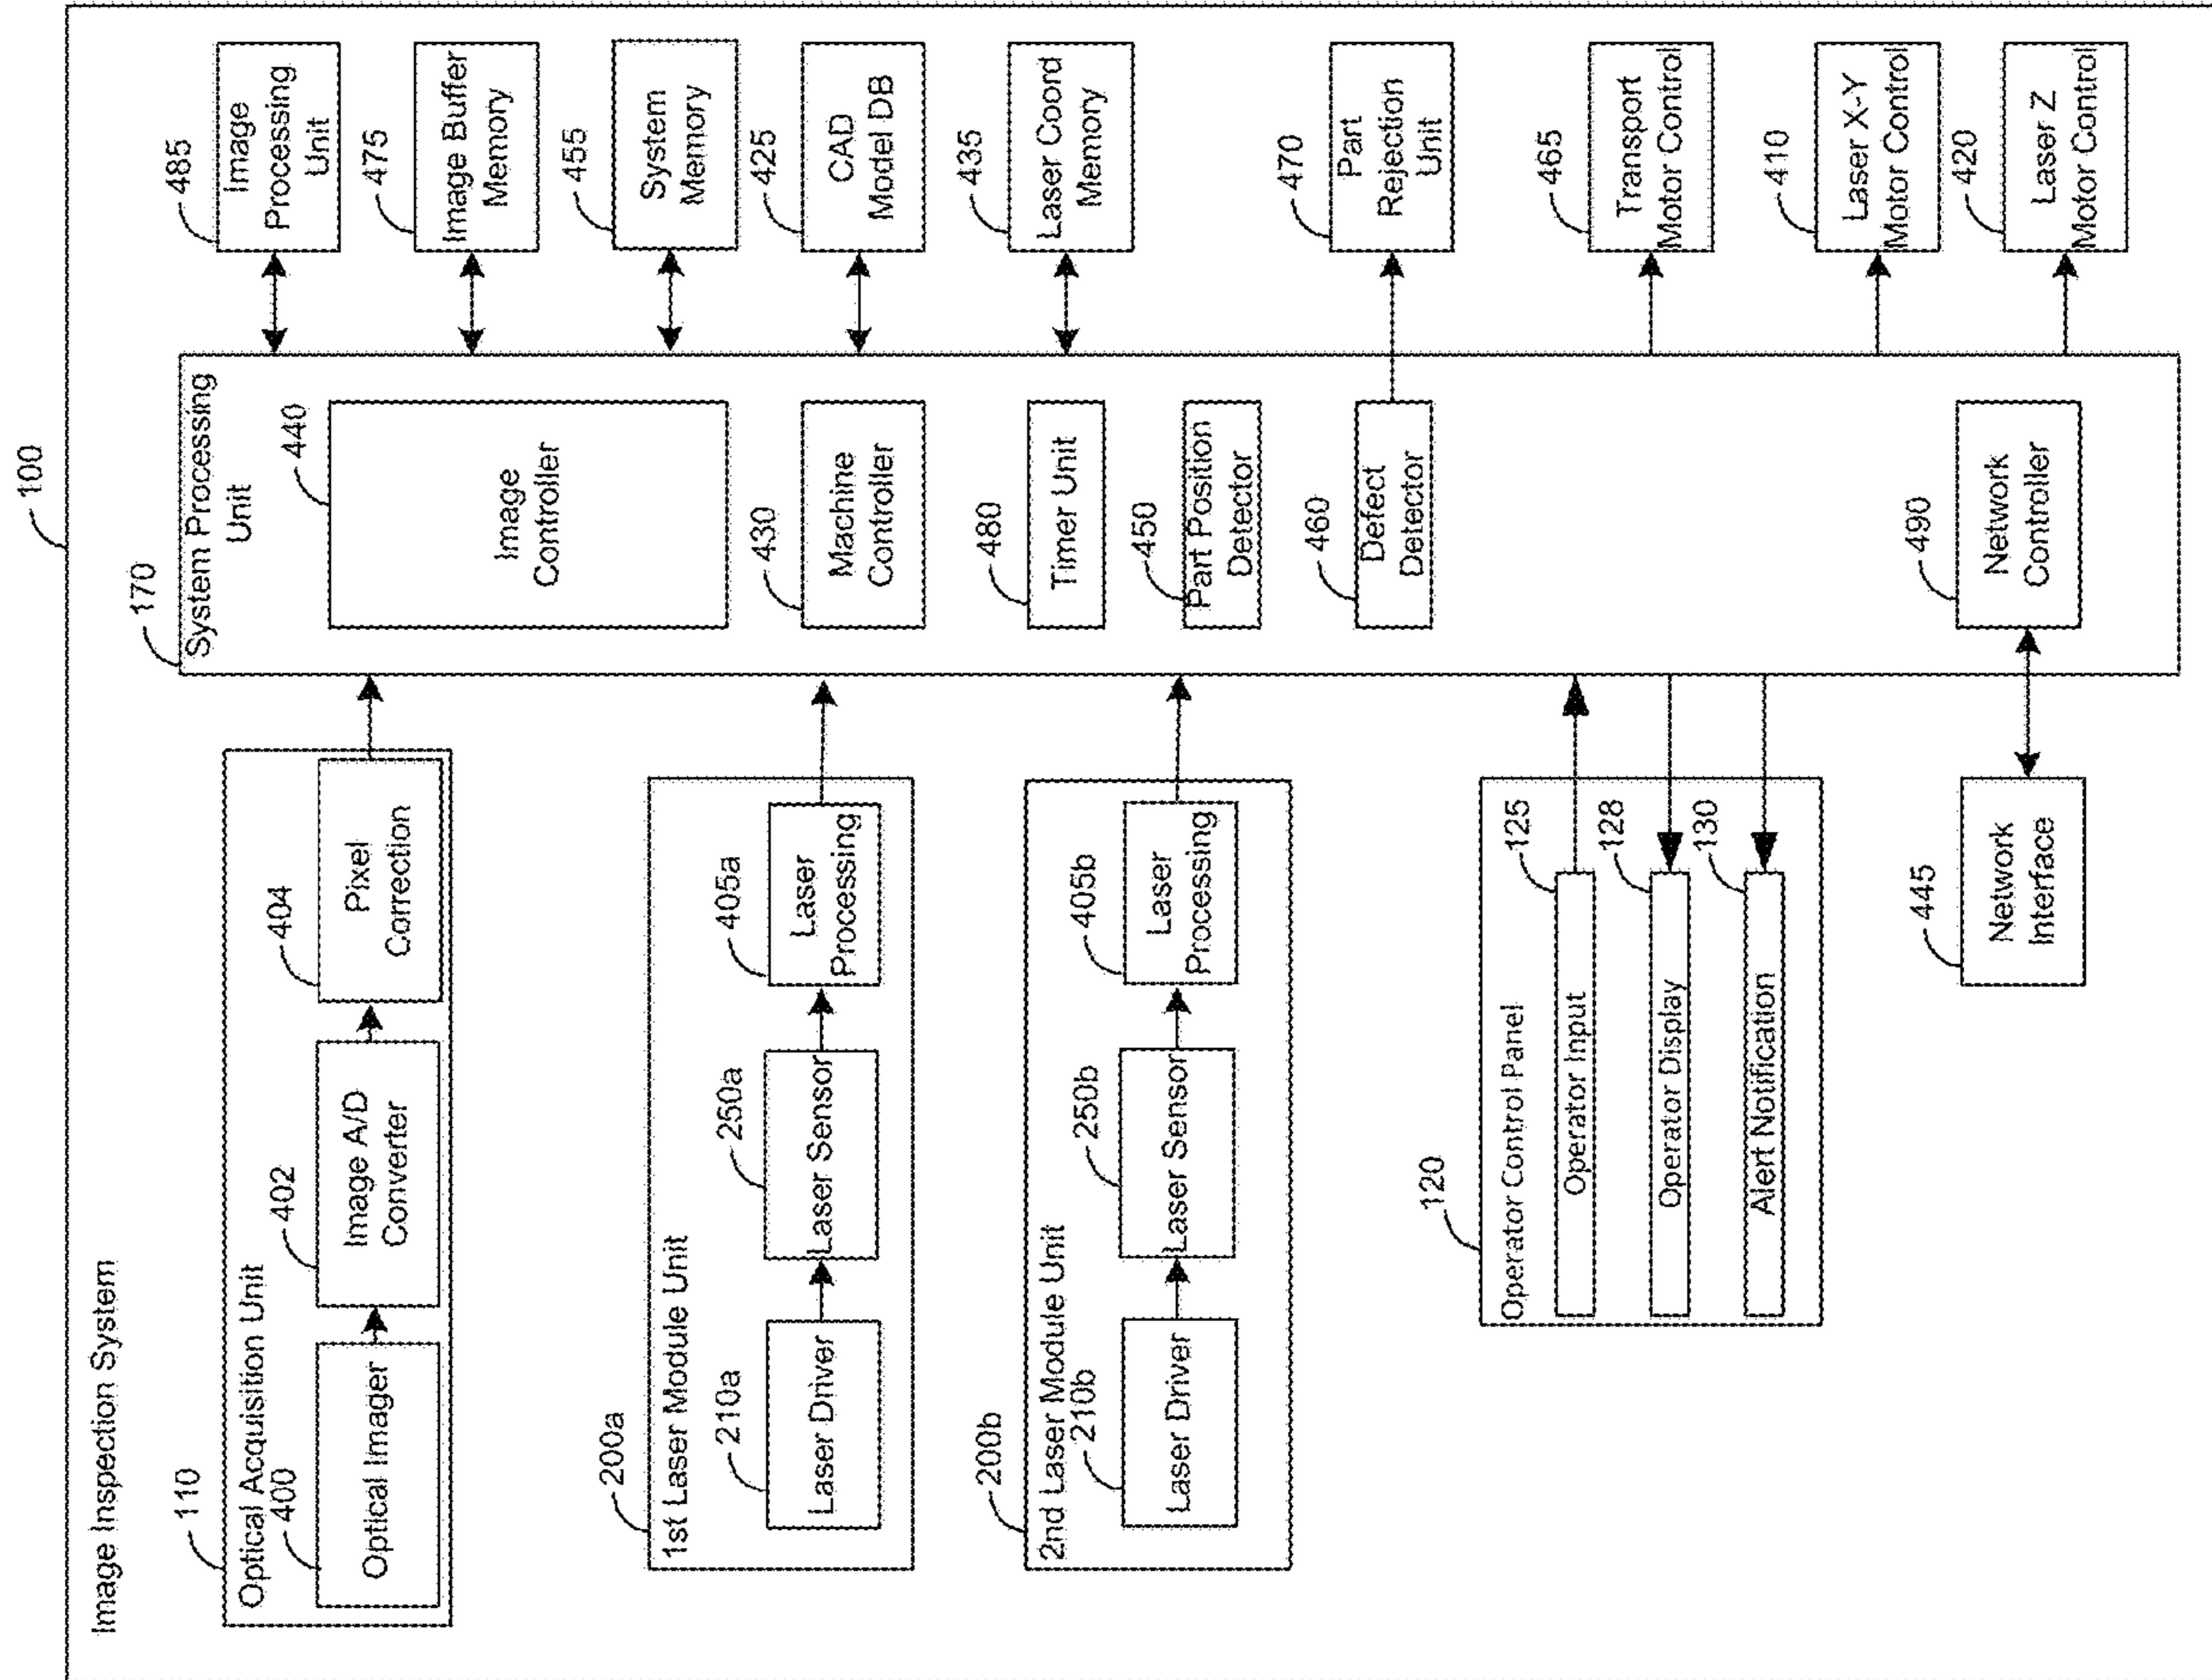 100
Image Inspection System
110
Optical Acquisition Unit
400
Optical Imager
402
Image A/D
Converter
404
Pixel
Correction
200a
1st Laser Module Unit
210a
Laser Driver
250a
Laser Sensor
405a
Laser
Processing
200b
2nd Laser Module Unit
210b
Laser Driver
250b
Laser Sensor
405b
Laser
Processing
120
Operator Control Panel
125
Operator Input
128
Operator Display
130
Alert Notification
445
Network
Interface
170
System Processing
Unit
440
Image
Controller
430
Machine
Controller
480
Timer Unit
450
Part Position
Detector
460
Defect
Detector
490
Network
Controller
485
Image
Processing
Unit
475
Image Buffer
Memory
455
System
Memory
425
CAD
Model DB
435
Laser Coord
Memory
470
Part
Rejection
Unit
465
Transport
Motor Control
410
Laser X-Y
Motor Control
420
Laser Z
Motor Control